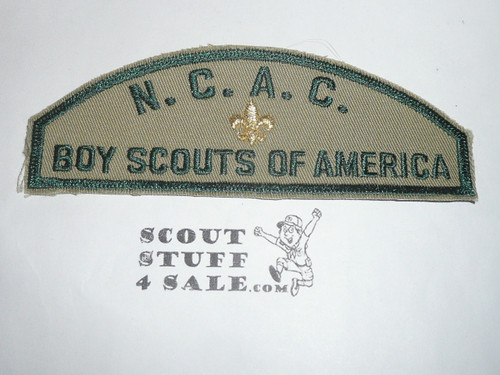 N. C. A. C.
BOY SCOUTS OF AMERICA
SCOUT
STUFF
4 SALE.COM